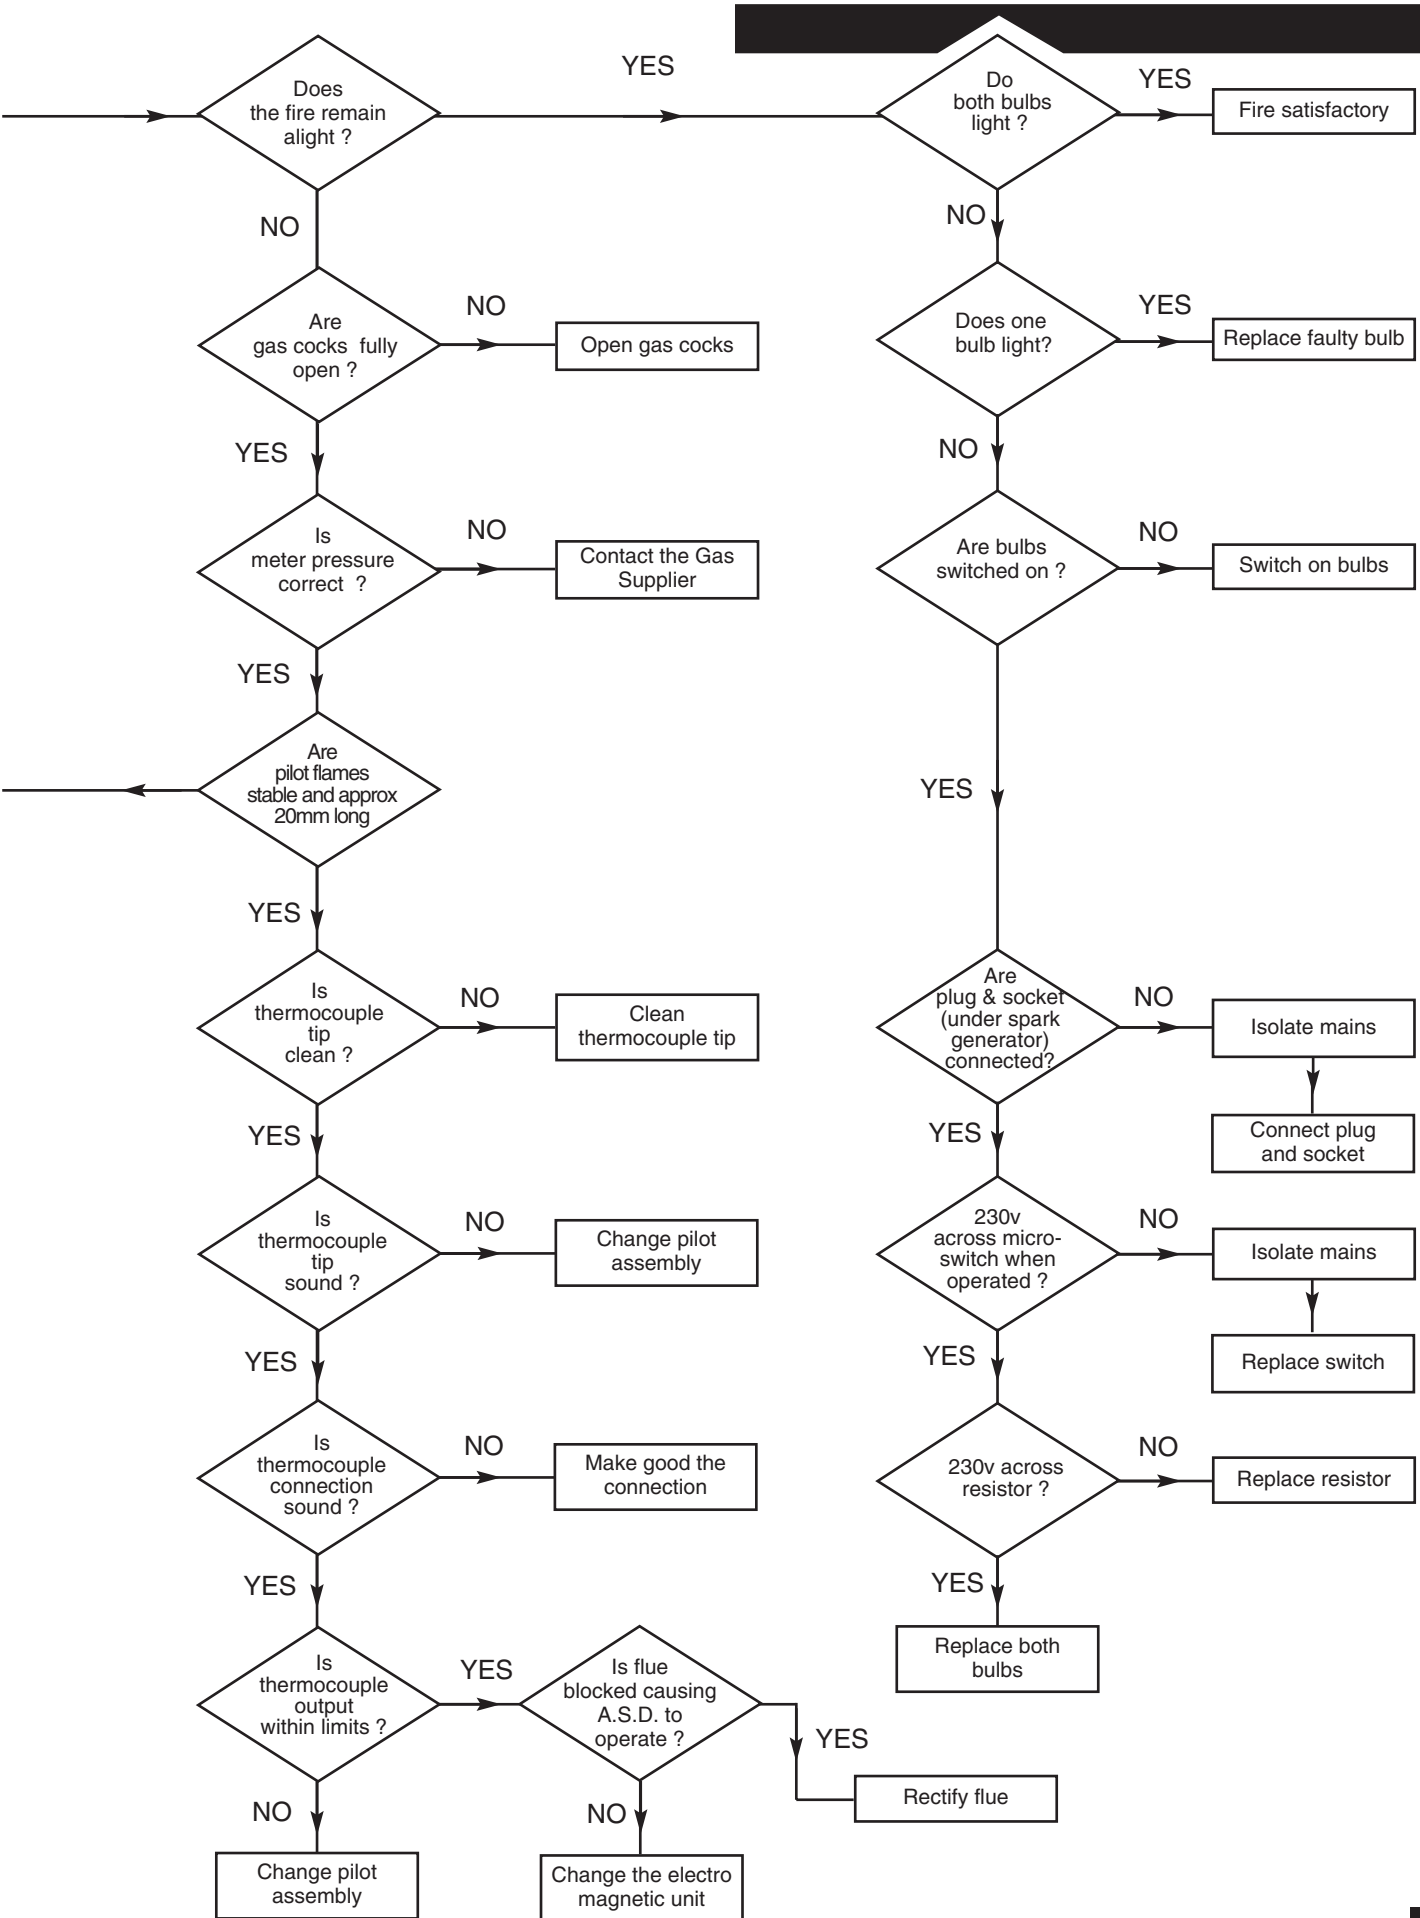 Does
the fire remain
alight ?
YES
Do
both bulbs
light ?
YES
Fire satisfactory
NO
NO
Are
gas cocks fully
open ?
NO
Open gas cocks
Does one
bulb light?
YES
Replace faulty bulb
YES
NO
Is
meter pressure
correct ?
NO
Contact the Gas
Supplier
Are bulbs
switched on ?
NO
Switch on bulbs
YES
Are
pilot flames
stable and approx
20mm long
YES
YES
Is
thermocouple
tip
clean ?
NO
Clean
thermocouple tip
Are
plug & socket
(under spark
generator)
connected?
NO
Isolate mains
Connect plug
and socket
YES
YES
Is
thermocouple
tip
sound ?
NO
Change pilot
assembly
230v
across micro-
switch when
operated ?
NO
Isolate mains
Replace switch
YES
YES
Is
thermocouple
connection
sound ?
NO
Make good the
connection
230v across
resistor ?
NO
Replace resistor
YES
YES
Replace both
bulbs
Is
thermocouple
output
within limits ?
YES
Is flue
blocked causing
A.S.D. to
operate ?
YES
Rectify flue
NO
NO
Change pilot
assembly
Change the electro
magnetic unit